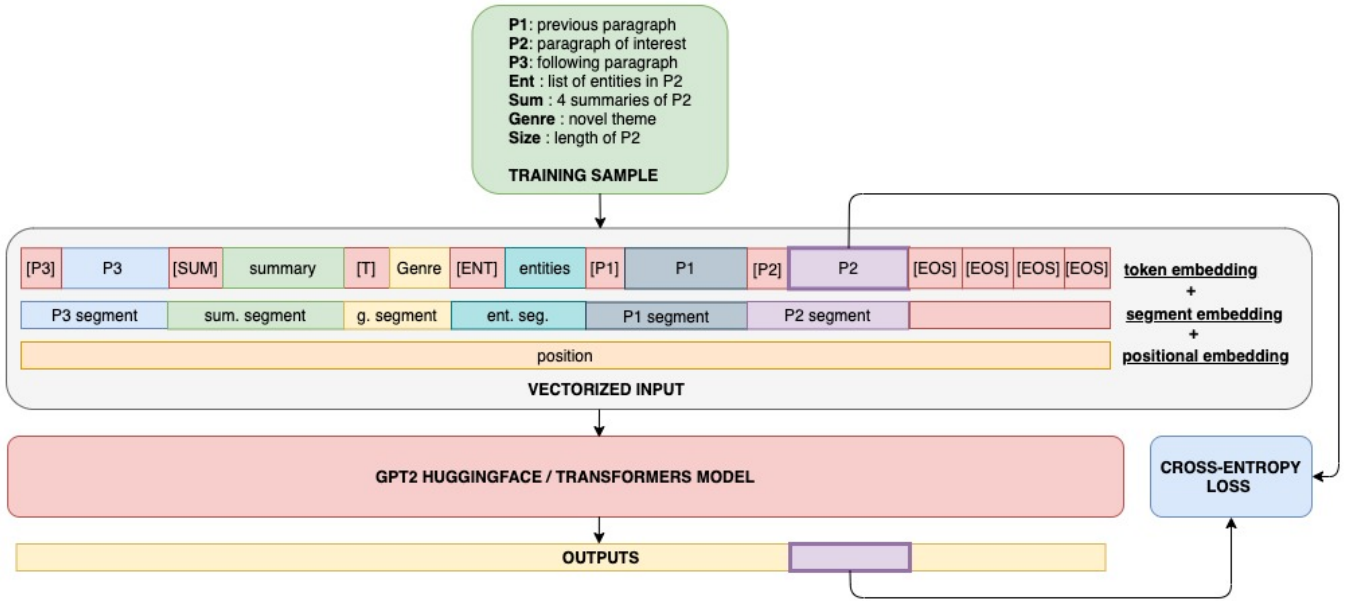 P1: previous paragraph
P2: paragraph of interest
P3: following paragraph
Ent : list of entities in P2
Sum : 4 summaries of P2
Genre : novel theme
Size : length of P2
TRAINING SAMPLE
[P3] P3 [SUM] summary [T] Genre [ENT] entities [P1] P1 [P2] P2 [EOS] [EOS] [EOS] [EOS] token embedding
+
P3 segment sum. segment g. segment ent. seg. P1 segment P2 segment segment embedding
+
position positional embedding
VECTORIZED INPUT
GPT2 HUGGINGFACE / TRANSFORMERS MODEL
CROSS-ENTROPY
LOSS
OUTPUTS